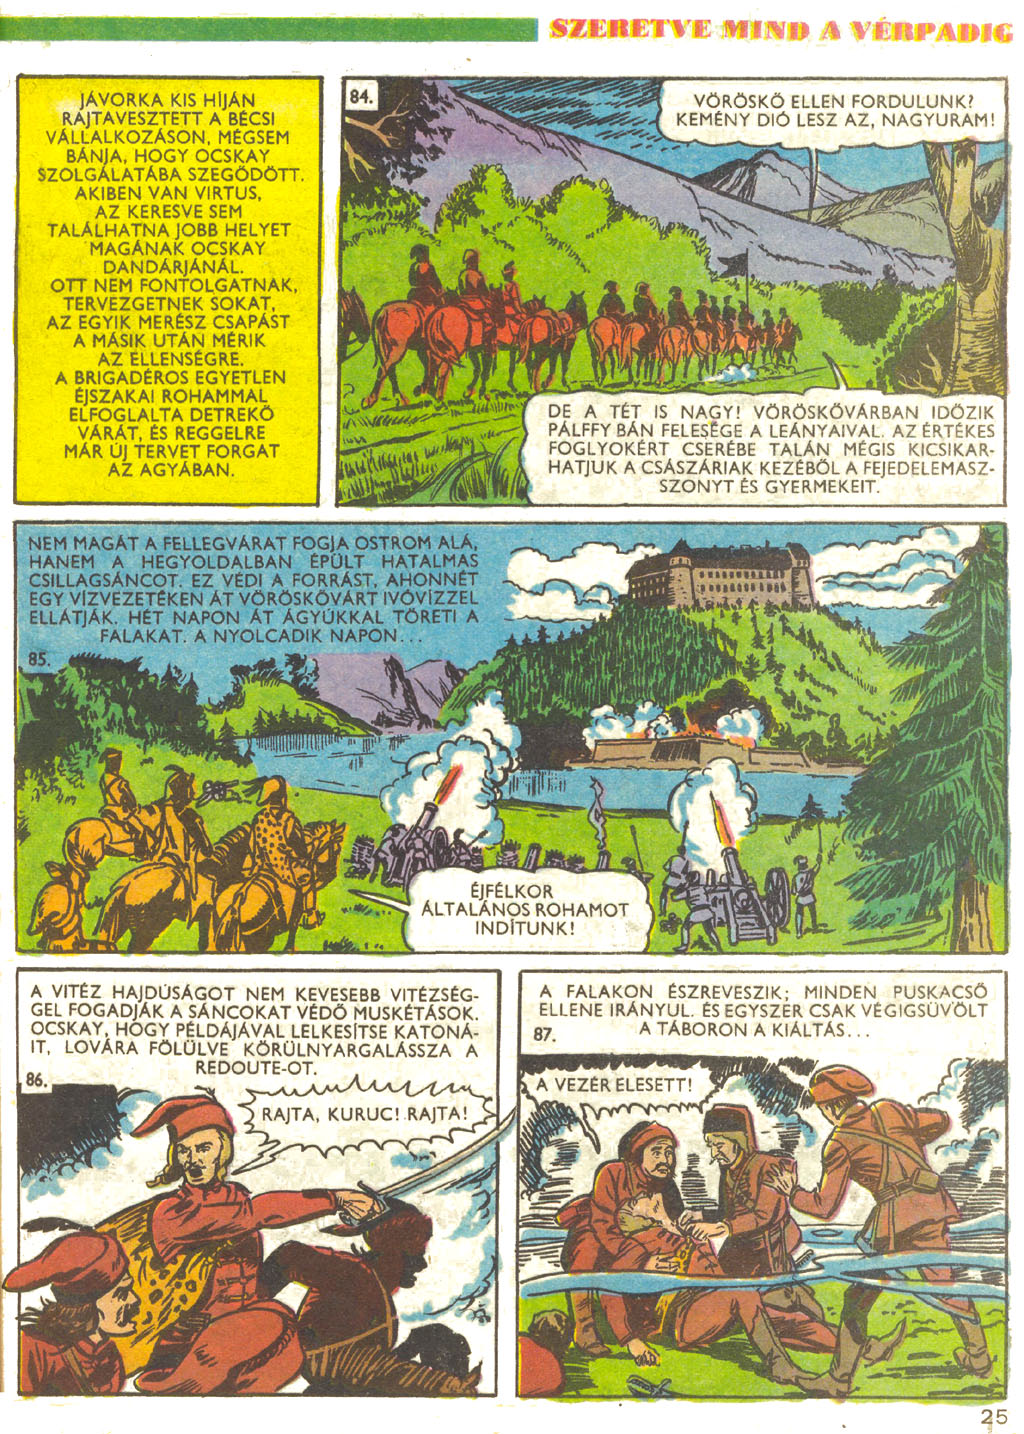 SZERETVE MIND A VÉRPADIG
JÁVORKA KIS HÍJÁN
RAJTAVESZTETT A BÉCSI
VÁLLALKOZÁSON, MÉGSEM
BÁNJA, HOGY OCSKAY
SZOLGÁLATÁBA SZEGŐDÖTT.
AKIBEN VAN VIRTUS,
AZ KERESVE SEM
TALÁLHATNA JOBB HELYET
MAGÁNAK OCSKAY
DANDÁRJÁNÁL.
OTT NEM FONTOLGATNAK,
TERVEZGETNEK SOKAT,
AZ EGYIK MERÉSZ CSAPÁST
A MÁSIK UTÁN MÉRIK
AZ ELLENSÉGRE.
A BRIGADÉROS EGYETLEN
ÉJSZAKAI ROHAMMAL
ELFOGLALTA DETREKŐ
VÁRÁT, ÉS REGGELRE
MÁR ÚJ TERVET FORGAT
AZ AGYÁBAN.
84.
VÖRÖSKŐ ELLEN FORDULUNK?
KEMÉNY DIÓ LESZ AZ, NAGYURAM!
DE A TÉT IS NAGY! VÖRÖSKŐVÁRBAN IDŐZIK
PÁLFFY BÁN FELESÉGE A LEÁNYAIVAL. AZ ÉRTÉKES
FOGLYOKÉRT CSERÉBE TALÁN MÉGIS KICSIKAR-
HATJUK A CSÁSZÁRIAK KEZÉBŐL A FEJEDELEMASZ-
SZONYT ÉS GYERMEKEIT.
NEM MAGÁT A FELLEGVÁRAT FOGJA OSTROM ALÁ,
HANEM A HEGYOLDALBAN ÉPÜLT HATALMAS
CSILLAGSÁNCOT. EZ VÉDI A FORRÁST, AHONNÉT
EGY VÍZVEZETÉKEN ÁT VÖRÖSKŐVÁRT IVÓVÍZZEL
ELLÁTJÁK. HÉT NAPON ÁT ÁGYÚKKAL TÖRETI A
FALAKAT. A NYOLCADIK NAPON...
85.
ÉJFÉLKOR
ÁLTALÁNOS ROHAMOT
INDÍTUNK!
A VITÉZ HAJDÚSÁGOT NEM KEVESEBB VITÉZSÉG-
GEL FOGADJÁK A SÁNCOKAT VÉDŐ MUSKÉTÁSOK.
OCSKAY, HOGY PÉLDÁJÁVAL LELKESÍTSE KATONÁ-
IT, LOVÁRA FÖLÜLVE KÖRÜLNYARGALÁSSZA A
REDOUTE-OT.
86.
RAJTA, KURUC! RAJTA!
A FALAKON ÉSZREVESZIK; MINDEN PUSKACSŐ
ELLENE IRÁNYUL. ÉS EGYSZER CSAK VÉGIGSÜVÖLT
A TÁBORON A KIÁLTÁS...
87.
A VEZÉR ELESETT!
25